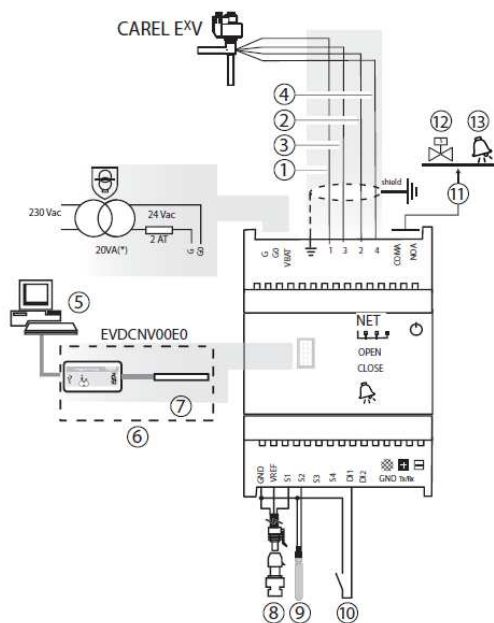 CAREL EXV
④
②
③
①
⑫
⑬
⑪
shield
230 Vac
24 Vac
2 AT
20VA(*)
G
G0
G
G0
VBAT
1
3
2
4
COMA
NOA
⑤
EVDCNV00E0
⑦
⑥
NET
OPEN
CLOSE
GND
VREF
S1
S2
S3
S4
DI1
DI2
GND Tx/Rx
⑧
⑨
⑩